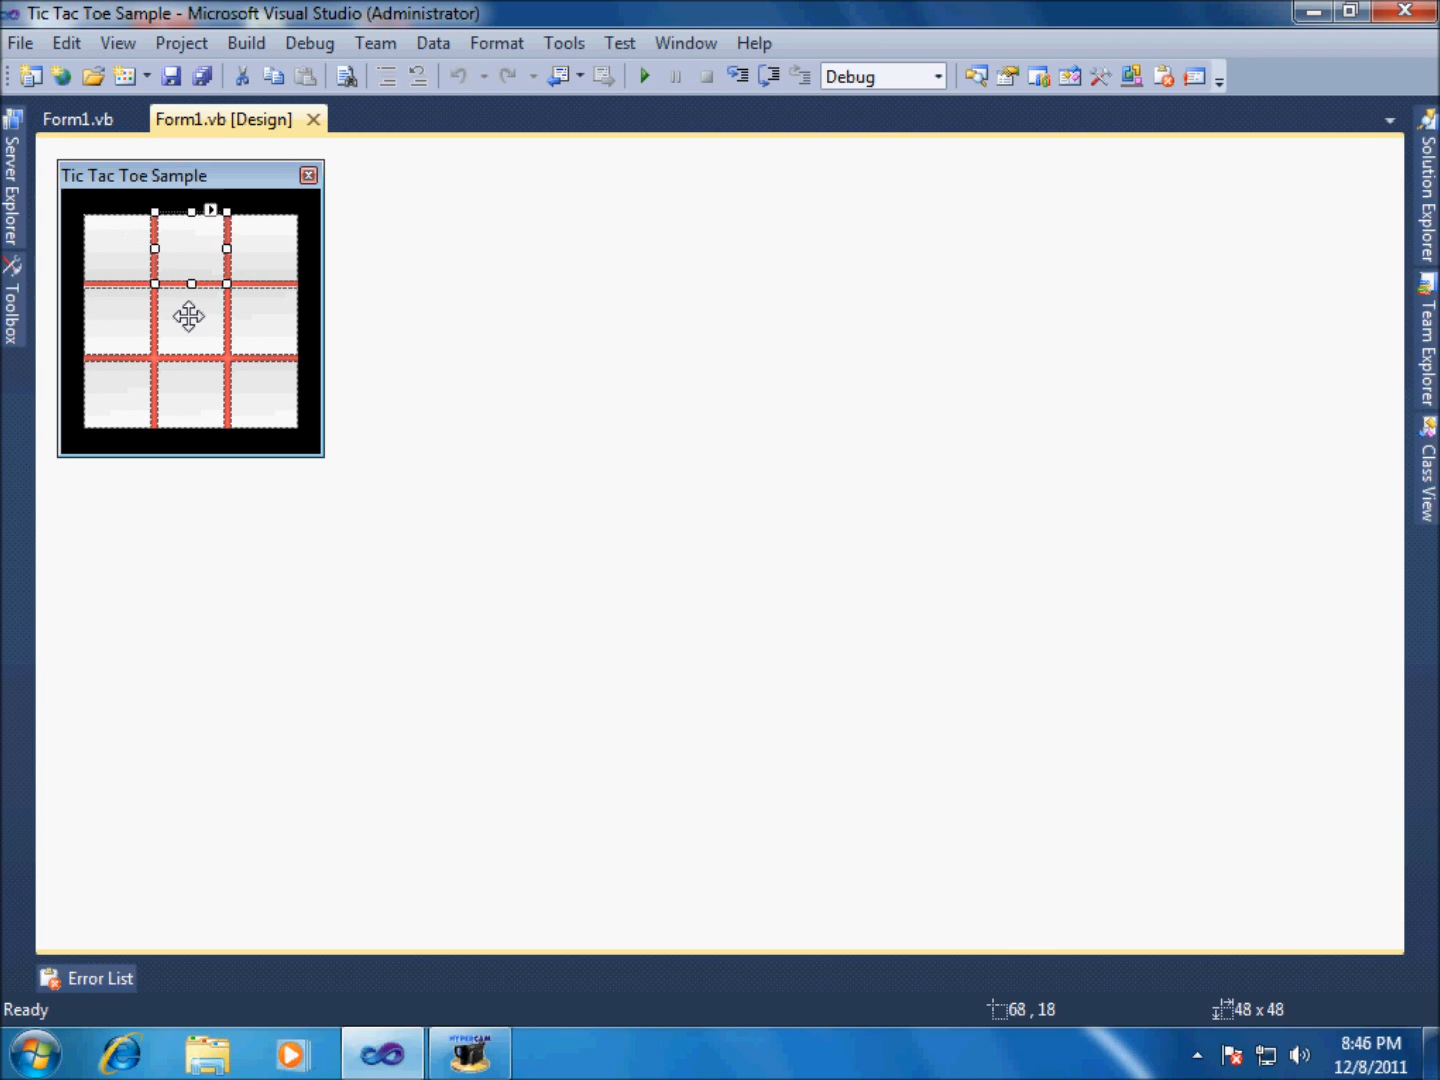 Tic Tac Toe Sample - Microsoft Visual Studio (Administrator)
File Edit View Project Build Debug Team Data Format Tools Test Window Help
Debug
Form1.vb Form1.vb [Design]
Server Explorer
Toolbox
Tic Tac Toe Sample
Solution Explorer
Team Explorer
Class View
Error List
Ready 68 , 18 48 x 48
HYPERCAM
8:46 PM
12/8/2011